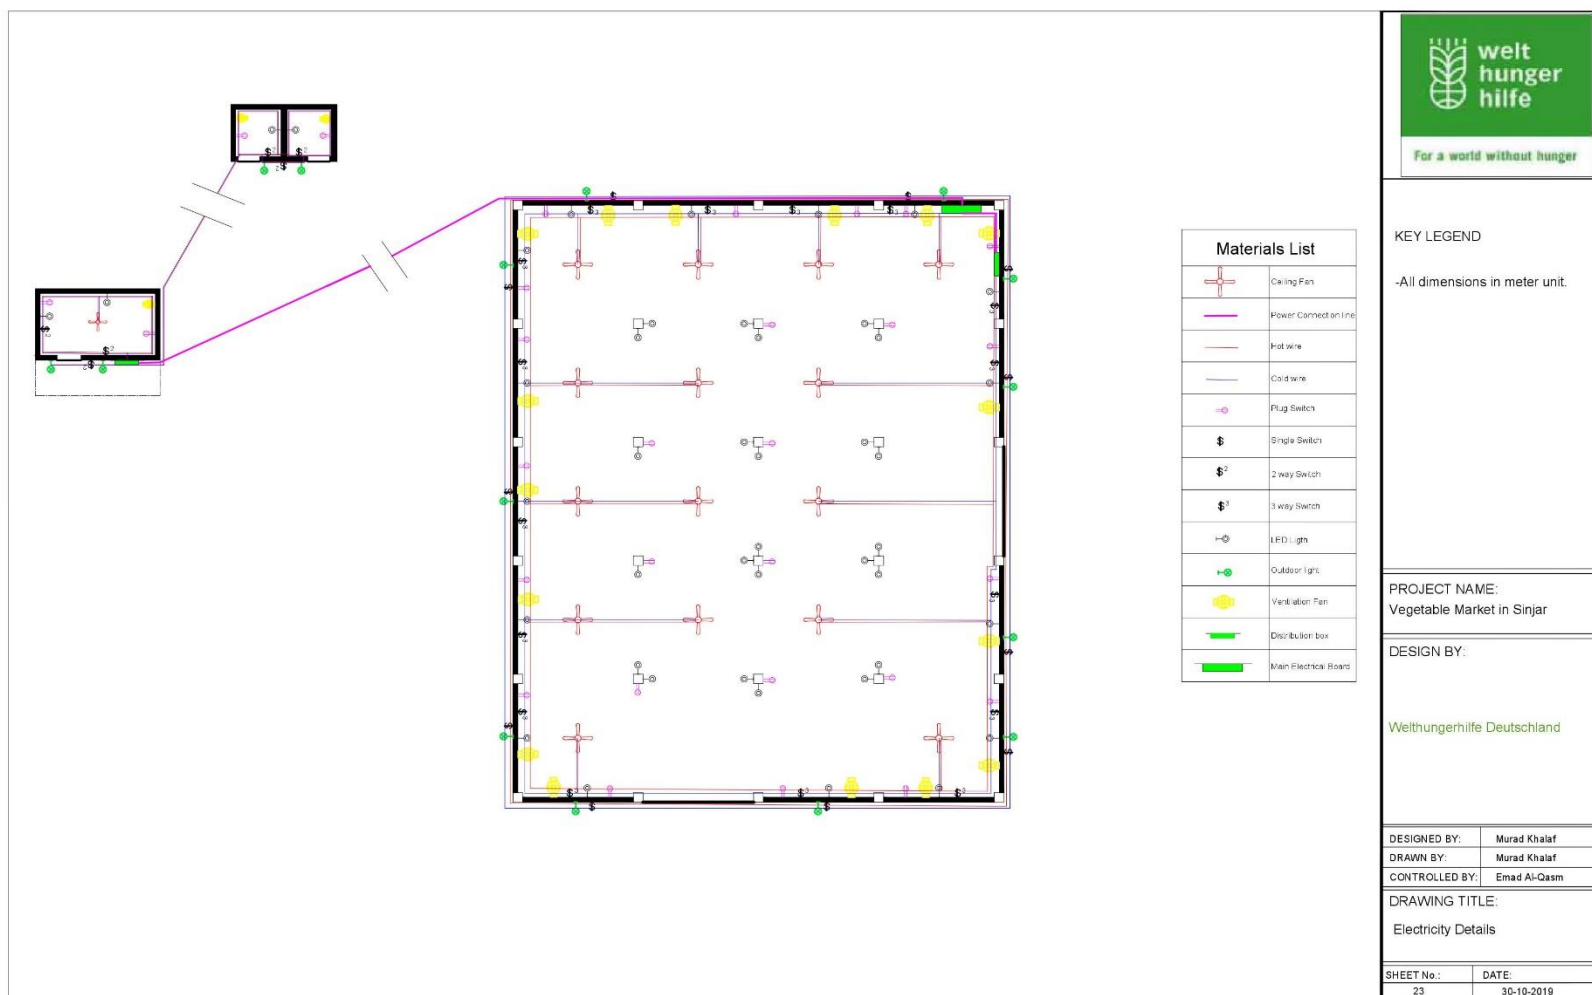 welt
hunger
hilfe
For a world without hunger
KEY LEGEND
-All dimensions in meter unit.
Materials List
Ceiling Fan
Power Connection line
Hot wire
Cold wire
Plug Switch
$ Single Switch
$2 2 way Switch
$3 3 way Switch
LED Ligth
Outdoor light
Ventilation Fan
Distribution box
Main Electrical Board
PROJECT NAME:
Vegetable Market in Sinjar
DESIGN BY:
Welthungerhilfe Deutschland
DESIGNED BY: Murad Khalaf
DRAWN BY: Murad Khalaf
CONTROLLED BY: Emad Al-Qasm
DRAWING TITLE:
Electricity Details
SHEET No.: DATE:
23 30-10-2019